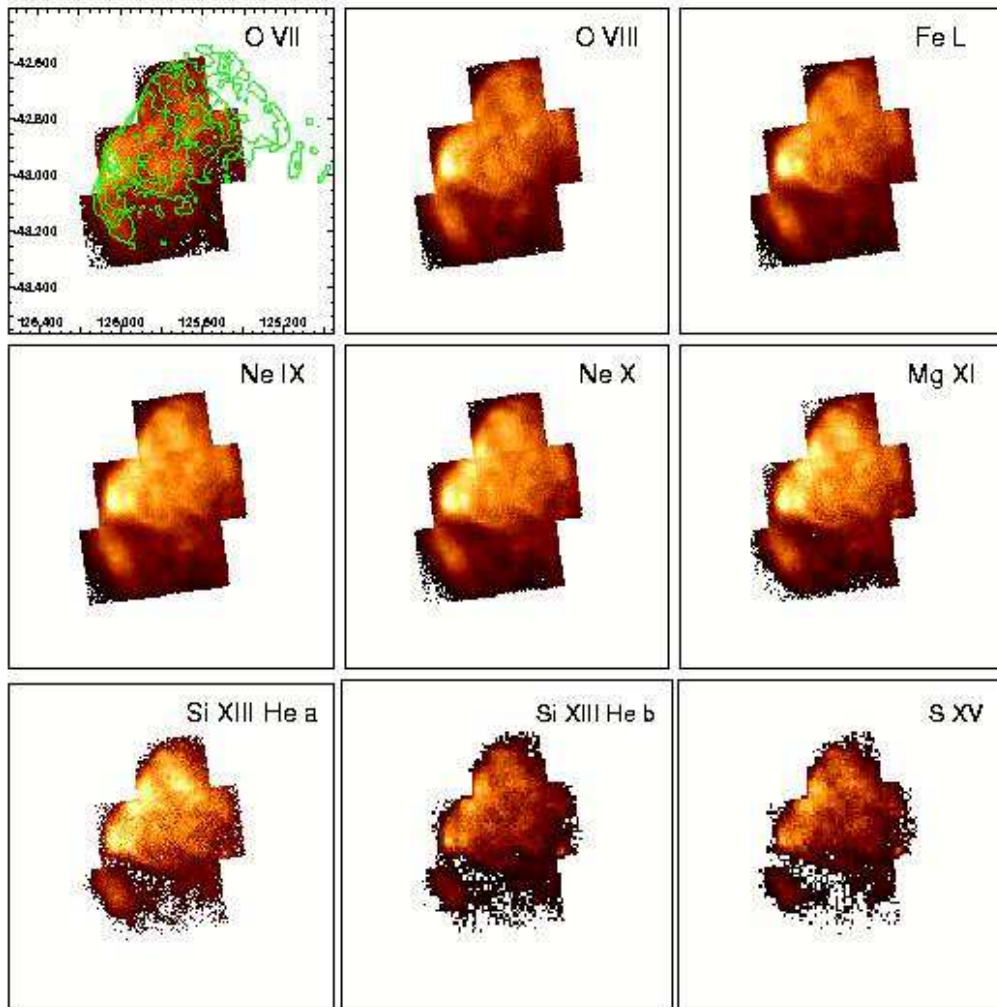 O VII
O VIII
Fe L
-42.600
-42.800
-43.000
-43.200
-43.400
126.400 126.000 125.600 125.200
Ne IX
Ne X
Mg XI
Si XIII He a
Si XIII He b
S XV